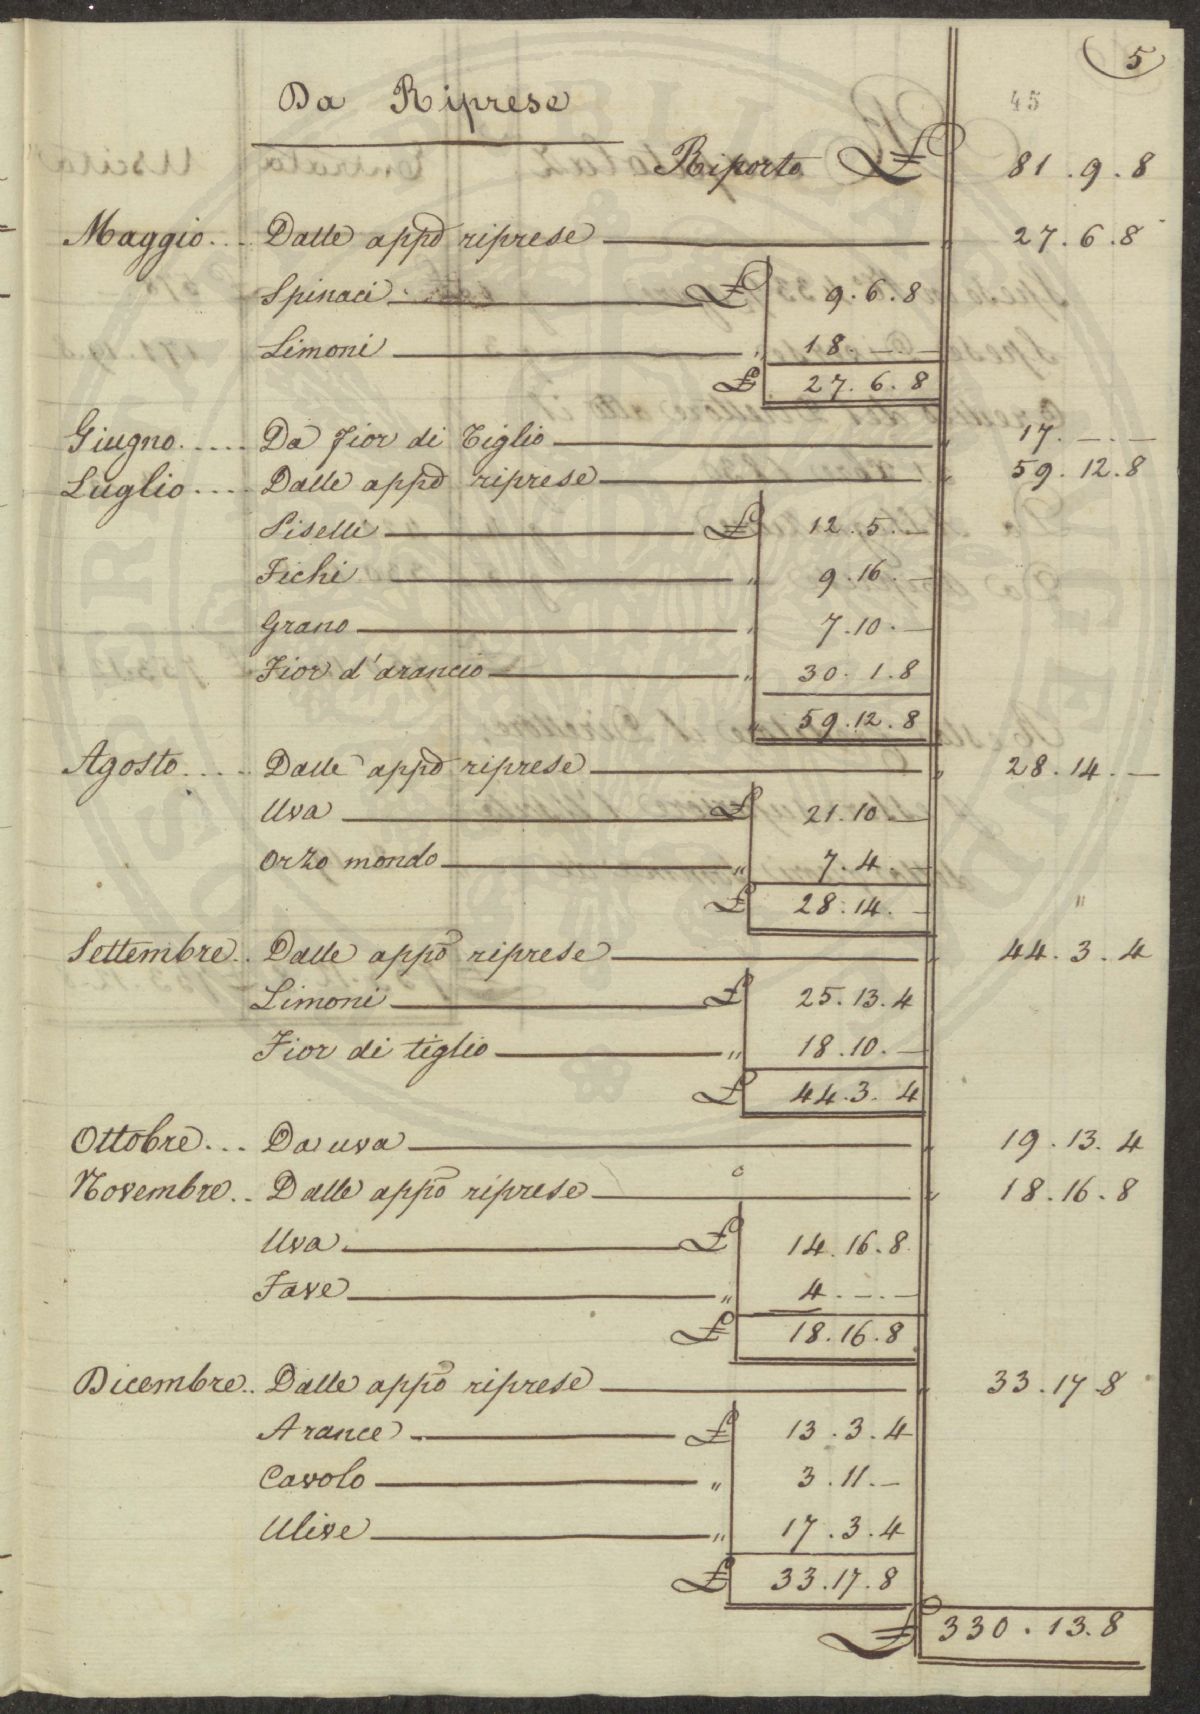 5
45
Da Riprese
Riporto £ 81.9.8
Maggio... Dalle appo riprese " 27.6.8
Spinaci £ 9.6.8
Limoni " 18.—.—
£ 27.6.8
Giugno..... Da Fior di Tiglio " 17.—.—
Luglio.... Dalle appo riprese " 59.12.8
Piselli £ 12.5.—
Fichi " 9.16.—
Grano " 7.10.—
Fior d'arancio " 30.1.8
" 59.12.8
Agosto..... Dalle appo riprese " 28.14.—
Uva £ 21.10.—
Orzo mondo " 7.4.—
£ 28.14.—
"
Settembre.. Dalle appo riprese " 44.3.4
Limoni £ 25.13.4
Fior di tiglio " 18.10.—
£ 44.3.4
Ottobre... Da uva " 19.13.4
Novembre.. Dalle appo riprese " 18.16.8
Uva £ 14.16.8
Fave " 4.—.—
£ 18.16.8
Dicembre.. Dalle appo riprese " 33.17.8
Arance £ 13.3.4
Cavolo " 3.11.—
Ulive " 17.3.4
£ 33.17.8
£ 330.13.8